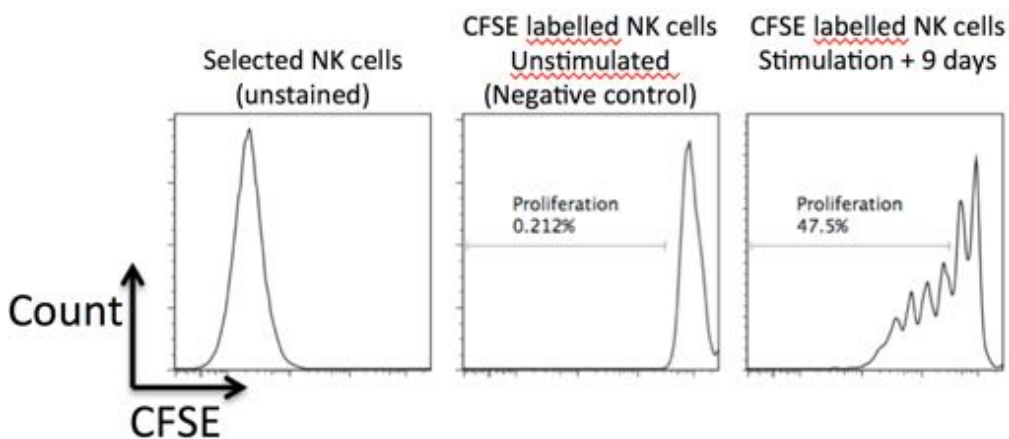 Selected NK cells
(unstained)
CFSE labelled NK cells
Unstimulated
(Negative control)
CFSE labelled NK cells
Stimulation + 9 days
Proliferation
0.212%
Proliferation
47.5%
Count
CFSE